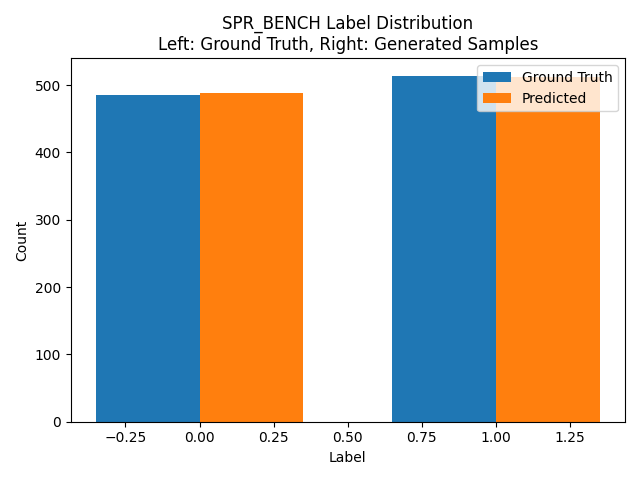 SPR_BENCH Label Distribution
Left: Ground Truth, Right: Generated Samples
Ground Truth
Predicted
Count
500
400
300
200
100
0
−0.25 0.00 0.25 0.50 0.75 1.00 1.25
Label